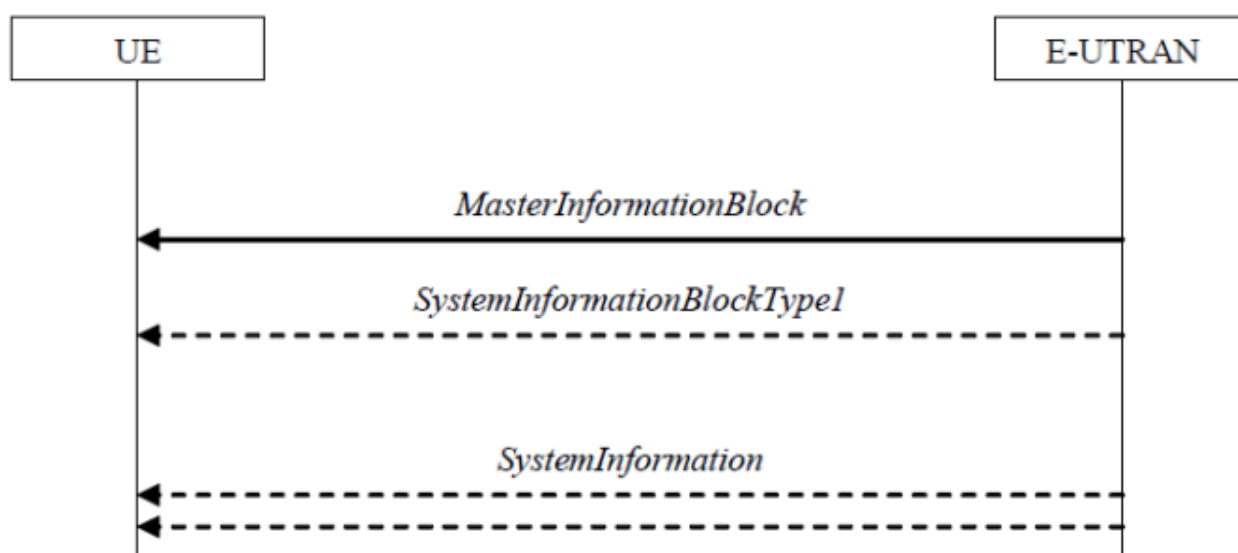 UE
E-UTRAN
MasterInformationBlock
SystemInformationBlockType1
SystemInformation